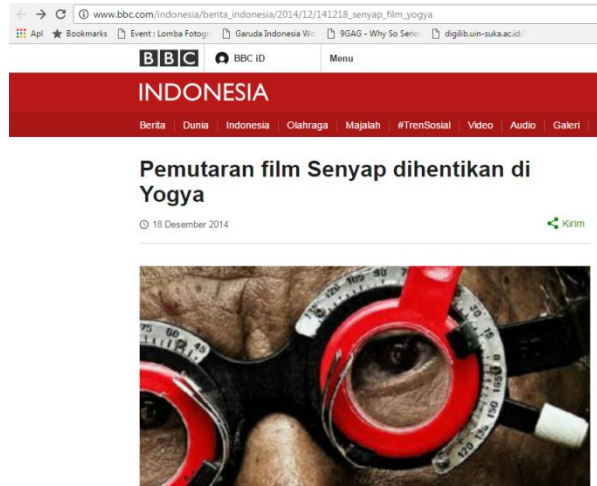 www.bbc.com/indonesia/berita_indonesia/2014/12/141218_senyap_film_yogya
Apl Bookmarks Event : Lomba Fotogr Garuda Indonesia Wo 9GAG - Why So Serio digilib.uin-suka.ac.id/
BBC BBC iD Menu
INDONESIA
Berita Dunia Indonesia Olahraga Majalah #TrenSosial Video Audio Galeri
Pemutaran film Senyap dihentikan di
Yogya
18 Desember 2014 Kirim